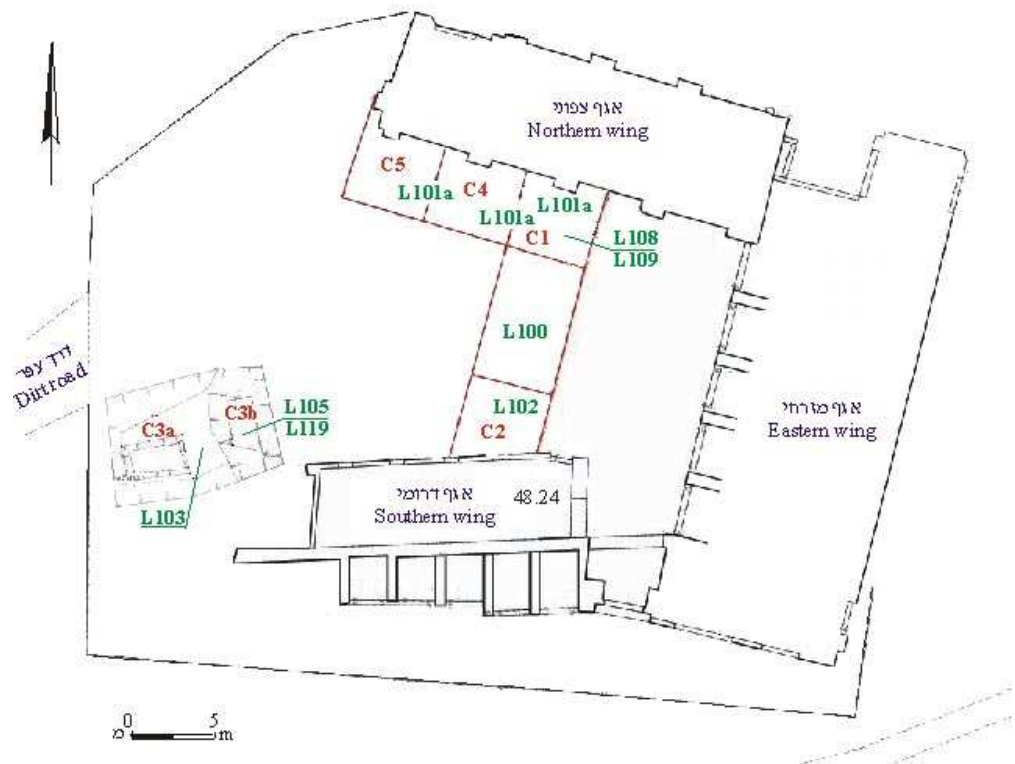 אגף צפוני
Northern wing
C5
C4
L101a
L101a
L101a
C1
L108
L109
L100
דרך עפר
Dirt road
L102
C2
C3a
C3b
L105
L119
L103
אגף מזרחי
Eastern wing
אגף דרומי
Southern wing
48.24
0
5
מ
m